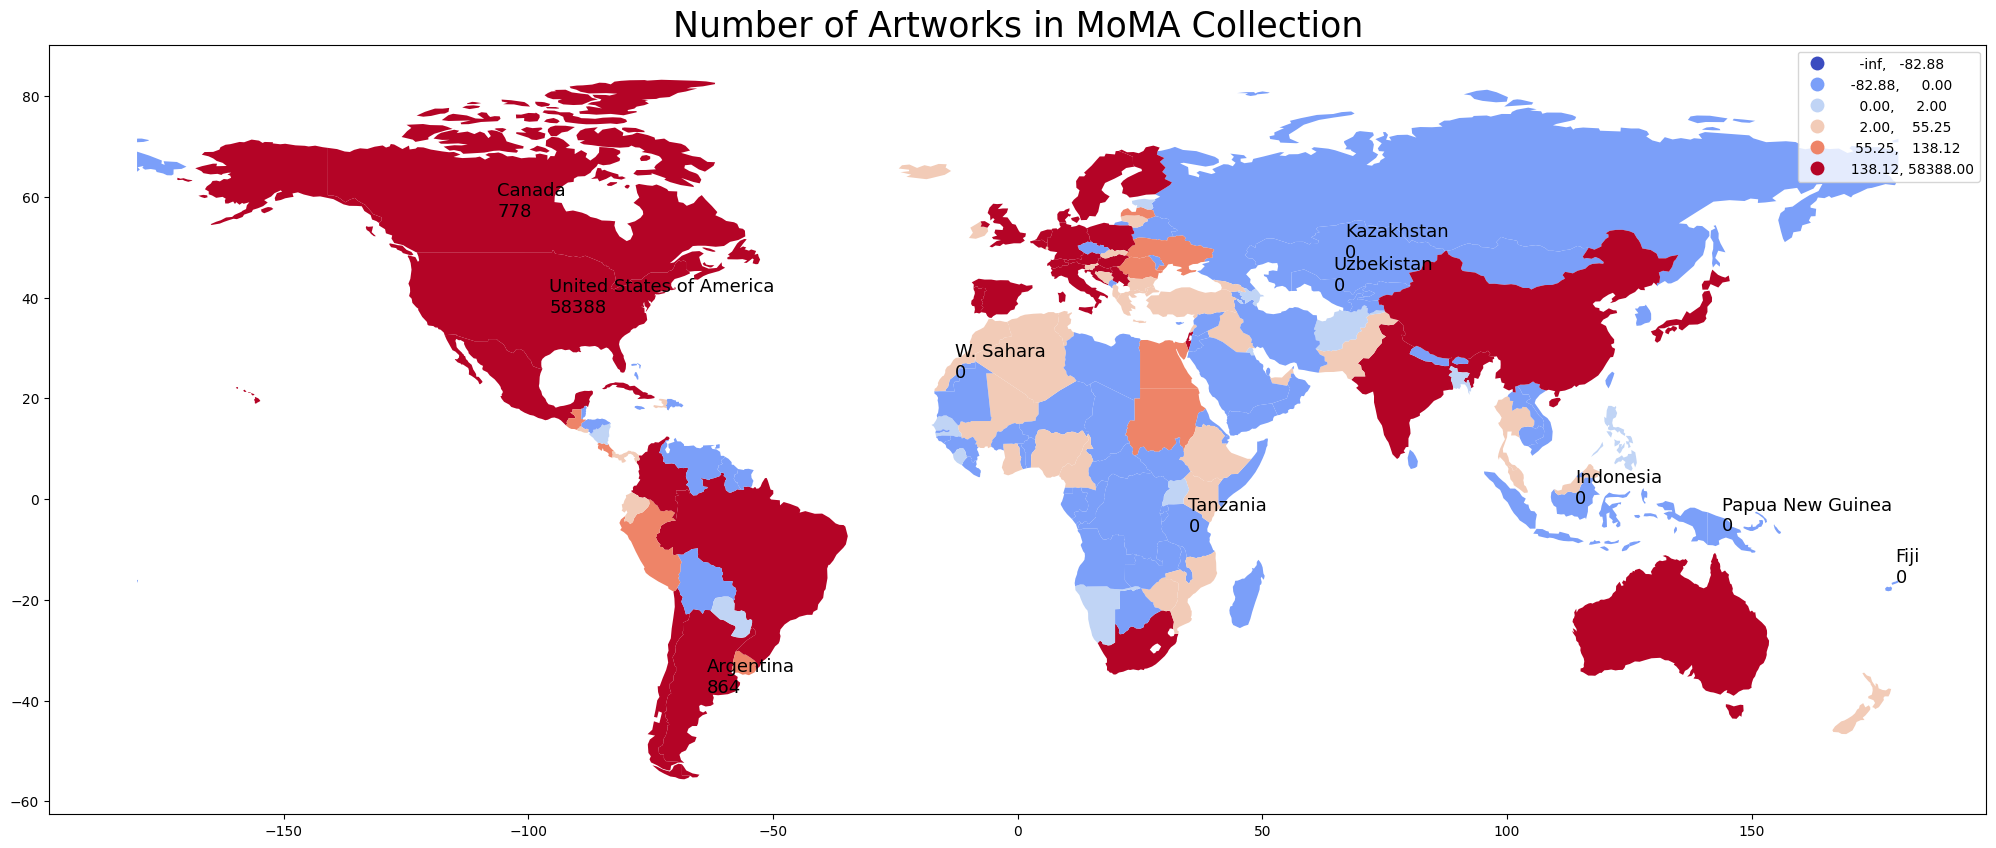 Number of Artworks in MoMA Collection
-inf, -82.88
-82.88, 0.00
0.00, 2.00
2.00, 55.25
55.25, 138.12
138.12, 58388.00
80
60
40
20
0
−20
−40
−60
Canada
778
United States of America
58388
Kazakhstan
0
Uzbekistan
0
W. Sahara
0
Indonesia
0
Tanzania
0
Papua New Guinea
0
Fiji
0
Argentina
864
−150
−100
−50
0
50
100
150